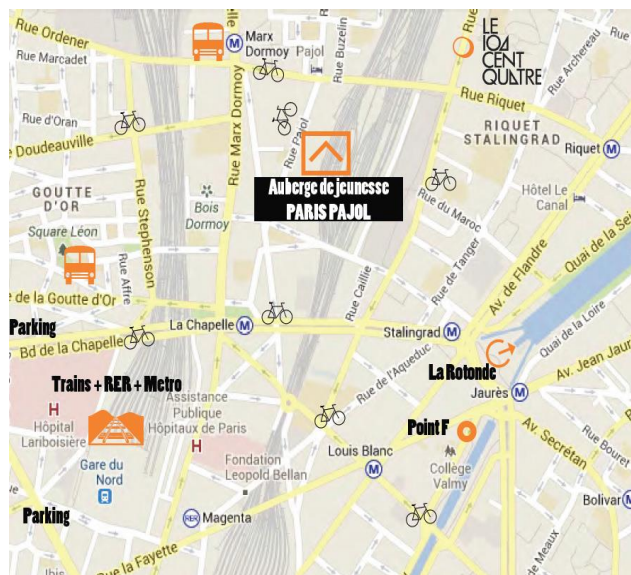 Rue Ordener
Marx
Dormoy
Pajol
Rue Buzelin
Rue
LE
104
CENT
QUATRE
Rue Archereau
Rue Marcadet
Rue Riquet
Rue d'Oran
Rue Marx Dormoy
Rue Pajol
RIQUET
STALINGRAD
Riquet
Doudeauville
Auberge de jeunesse
PARIS PAJOL
GOUTTE
D'OR
Rue Stephenson
Bois
Dormoy
Rue du Maroc
Hôtel Le
Canal
Square Léon
Rue Affre
Rue Caillie
Rue de Tanger
Av. de Flandre
Quai de la Sei
e de la Goutte d'Or
Quai de la Loire
Parking
La Chapelle
Stalingrad
Bd de la Chapelle
Rue de l'Aqueduc
La Rotonde
Av. Jean Jaur
Trains + RER + Metro
Jaurès
Assistance
Publique
Hôpitaux de Paris
H
Hôpital
Lariboisière
H
Point F
Av. Secrétan
Rue Bouret
Louis Blanc
Gare du
Nord
Fondation
Leopold Bellan
Collège
Valmy
Bolivar
Parking
RER
Magenta
de Meaux
que la Fayette
Ibis
M
M
M
M
M
M
M